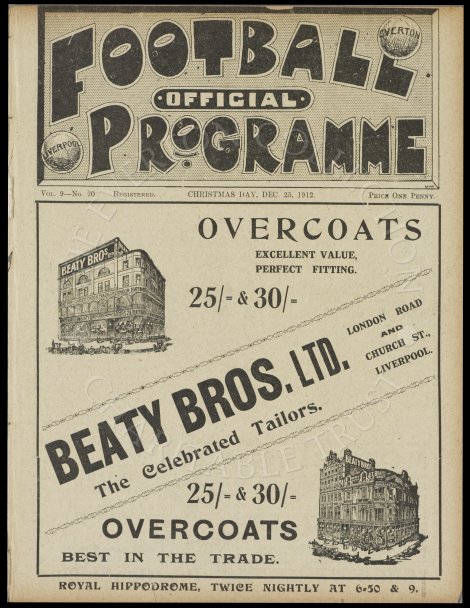 FOOTBALL
EVERTON
OFFICIAL
LIVERPOOL
PROGRAMME
VOL. 9—No. 20 REGISTERED. CHRISTMAS DAY, DEC. 25, 1912. PRICE ONE PENNY.
OVERCOATS
EXCELLENT VALUE,
PERFECT FITTING.
BEATY BROS
25/= & 30/=
LONDON ROAD
AND
CHURCH ST.,
LIVERPOOL.
BEATY BROS. LTD.
The Celebrated Tailors.
25/= & 30/=
OVERCOATS
BEST IN THE TRADE.
ROYAL HIPPODROME, TWICE NIGHTLY AT 6-50 & 9.